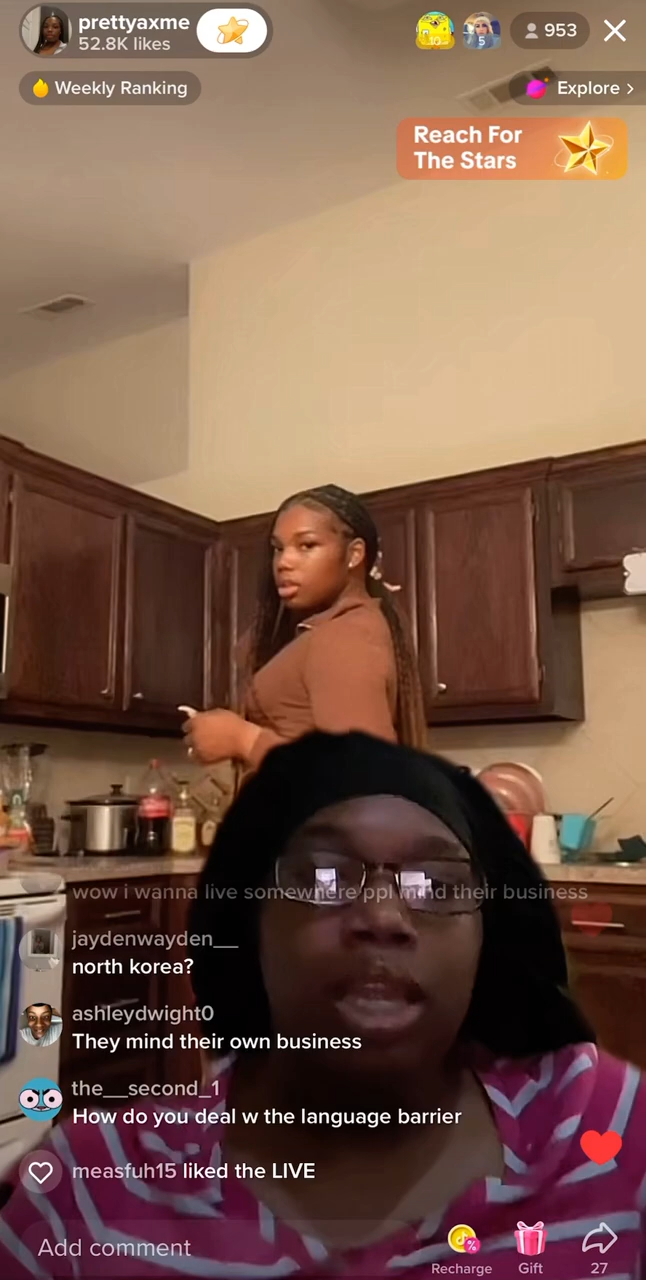 prettyaxme
52.8K likes
5
953
Weekly Ranking
Explore >
Reach For
The Stars
wow i wanna live somewhere ppl mind their business
jaydenwayden__
north korea?
ashleydwight0
They mind their own business
the__second_1
How do you deal w the language barrier
measfuh15 liked the LIVE
Add comment
Recharge
Gift
27